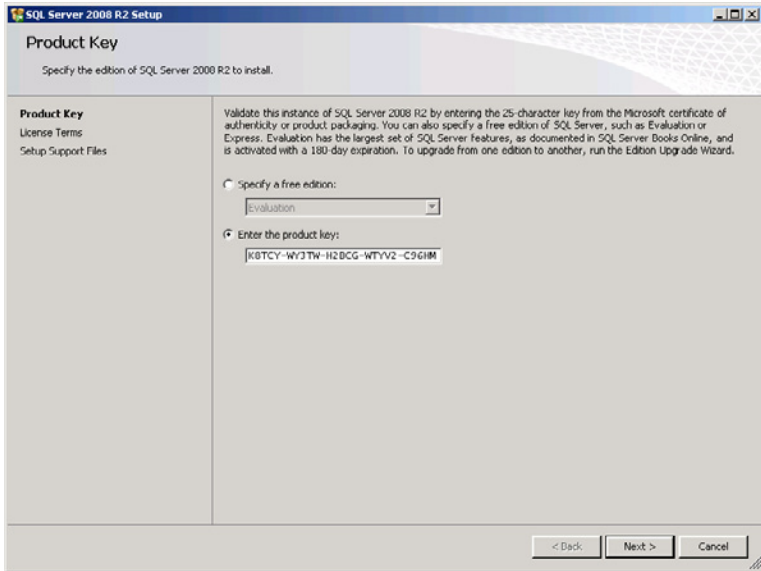 SQL Server 2008 R2 Setup
Product Key
Specify the edition of SQL Server 2008 R2 to install.
Product Key
License Terms
Setup Support Files
Validate this instance of SQL Server 2008 R2 by entering the 25-character key from the Microsoft certificate of
authenticity or product packaging. You can also specify a free edition of SQL Server, such as Evaluation or
Express. Evaluation has the largest set of SQL Server features, as documented in SQL Server Books Online, and
is activated with a 180-day expiration. To upgrade from one edition to another, run the Edition Upgrade Wizard.
Specify a free edition:
Evaluation
Enter the product key:
< Back
Next >
Cancel